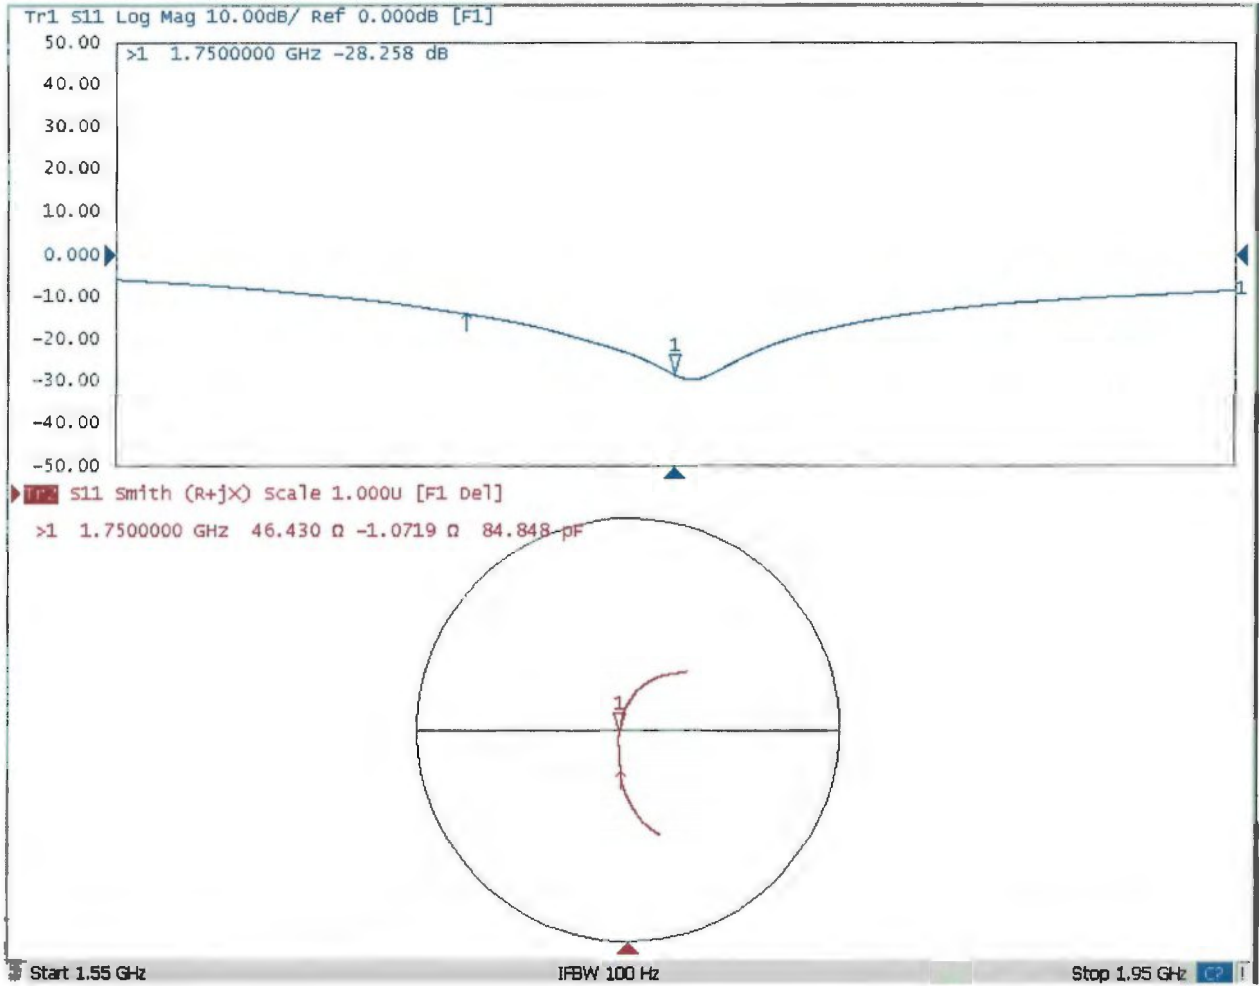 Tr1 S11 Log Mag 10.00dB/ Ref 0.000dB [F1]
50.00
>1 1.7500000 GHz -28.258 dB
40.00
30.00
20.00
10.00
0.000
-10.00
1
-20.00
1
-30.00
-40.00
-50.00
Tr2 S11 Smith (R+jX) Scale 1.000U [F1 Del]
>1 1.7500000 GHz 46.430 Ω -1.0719 Ω 84.848 pF
1
Start 1.55 GHz
IFBW 100 Hz
Stop 1.95 GHz C? !